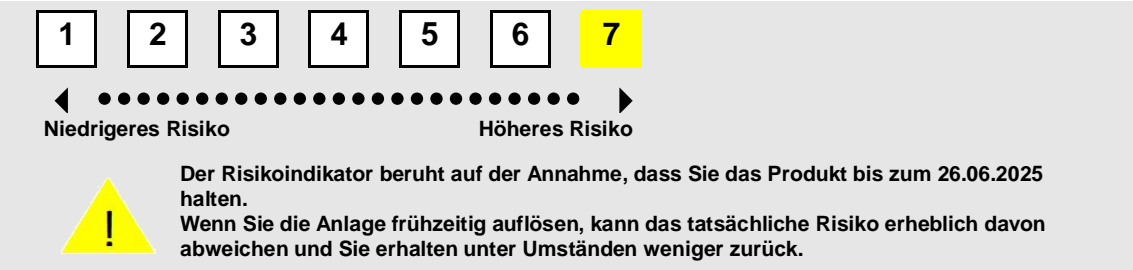 1 2 3 4 5 6 7
Niedrigeres Risiko Höheres Risiko
Der Risikoindikator beruht auf der Annahme, dass Sie das Produkt bis zum 26.06.2025
halten.
Wenn Sie die Anlage frühzeitig auflösen, kann das tatsächliche Risiko erheblich davon
abweichen und Sie erhalten unter Umständen weniger zurück.
!